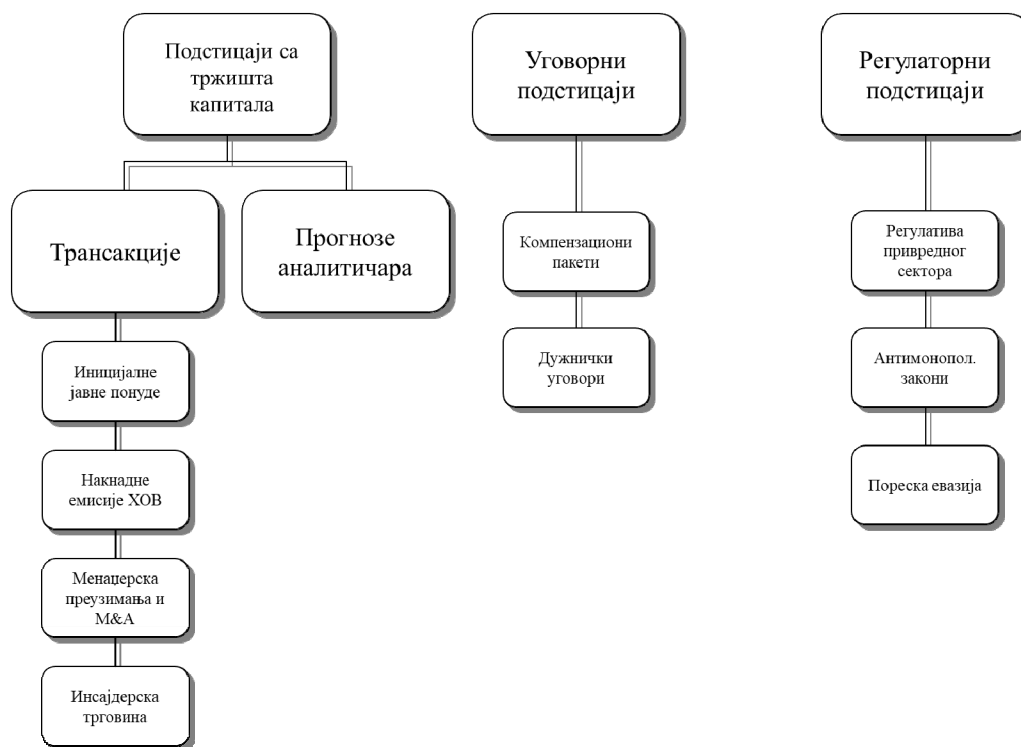 Подстицаји са
тржишта
капитала
Трансакције
Прогнозе
аналитичара
Иницијалне
јавне понуде
Накнадне
емисије ХОВ
Менаџерска
преузимања и
M&A
Инсајдерска
трговина
Уговорни
подстицаји
Компензациони
пакети
Дужнички
уговори
Регулаторни
подстицаји
Регулатива
привредног
сектора
Антимонопол.
закони
Пореска евазија